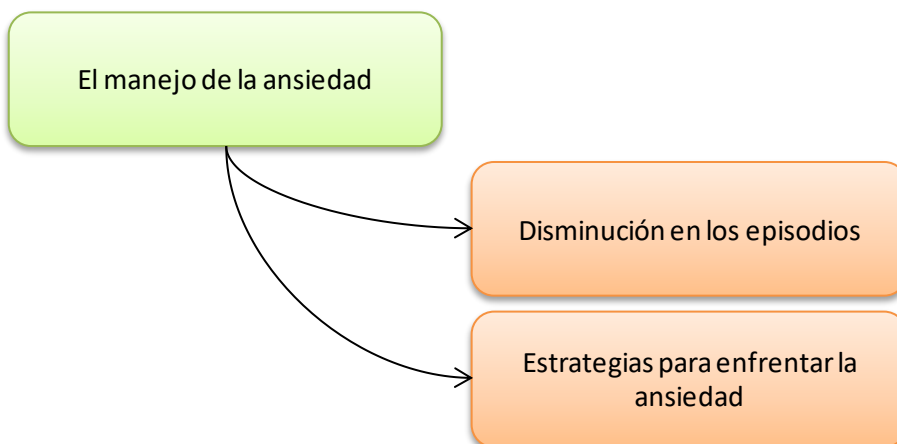 El manejo de la ansiedad
Disminución en los episodios
Estrategias para enfrentar la
ansiedad